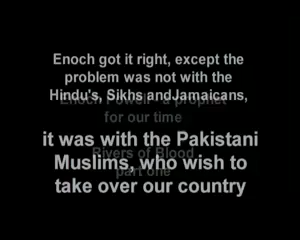 Enoch got it right, except the
problem was not with the
Hindu's, Sikhs andJamaicans,
it was with the Pakistani
Muslims, who wish to
take over our country
Enoch Powell - a prophet
for our time
Rivers of Blood
part one